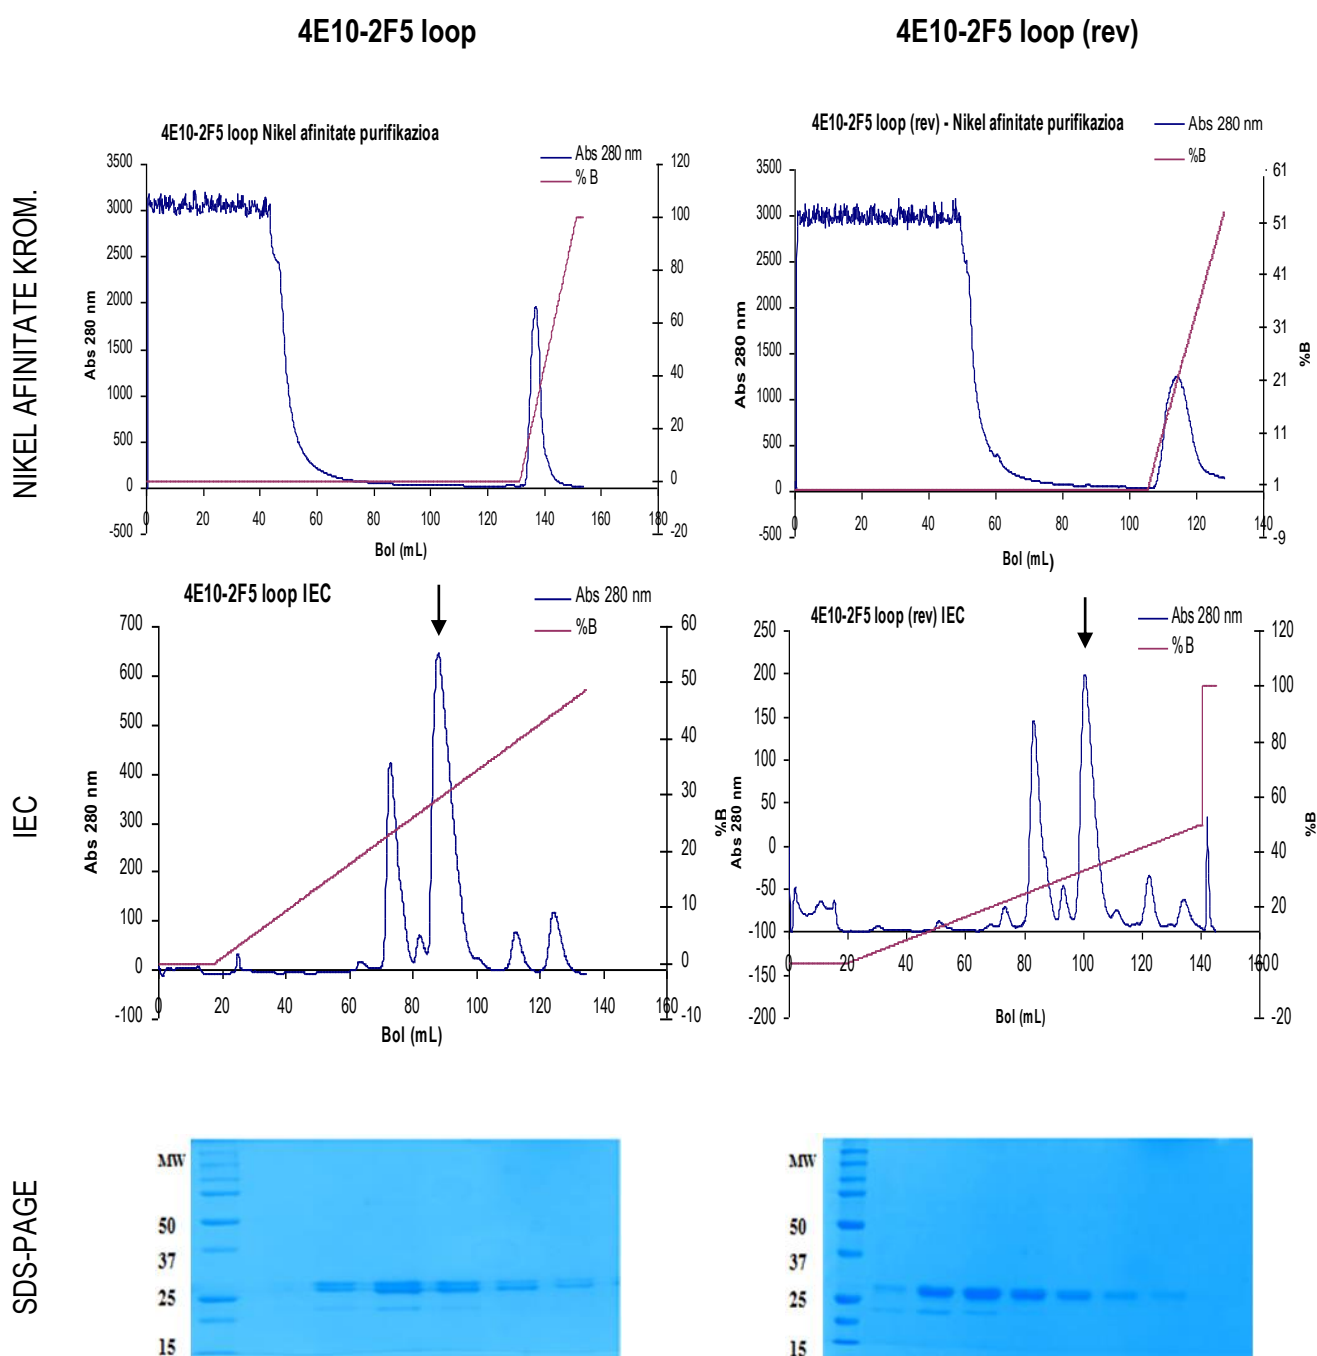 4E10-2F5 loop
4E10-2F5 loop (rev)
NIKEL AFINITATE KROM.
4E10-2F5 loop Nikel afinitate purifikazioa
Abs 280 nm
% B
3500
3000
2500
2000
1500
1000
500
0
-500
Abs 280 nm
120
100
80
60
40
20
0
-20
0 20 40 60 80 100 120 140 160 180
Bol (mL)
4E10-2F5 loop (rev) - Nikel afinitate purifikazioa
Abs 280 nm
%B
3500
3000
2500
2000
1500
1000
500
0
-500
Abs 280 nm
61
51
41
31
21
11
1
-9
%B
0 20 40 60 80 100 120 140
Bol (mL)
IEC
4E10-2F5 loop IEC
Abs 280 nm
%B
700
600
500
400
300
200
100
0
-100
Abs 280 nm
60
50
40
30
20
10
0
-10
%B
0 20 40 60 80 100 120 140 160
Bol (mL)
4E10-2F5 loop (rev) IEC
Abs 280 nm
%B
250
200
150
100
50
0
-50
-100
-150
-200
Abs 280 nm
120
100
80
60
40
20
0
-20
%B
0 20 40 60 80 100 120 140 160
Bol (mL)
SDS-PAGE
MW
50
37
25
15
MW
50
37
25
15